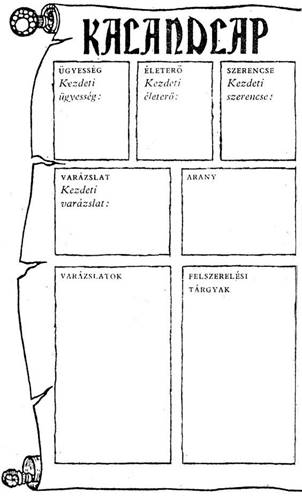 KALANDLAP
ÜGYESSÉG
Kezdeti
ügyesség:
ÉLETERŐ
Kezdeti
életerő:
SZERENCSE
Kezdeti
szerencse:
VARÁZSLAT
Kezdeti
varázslat:
ARANY
VARÁZSLATOK
FELSZERELÉSI
TÁRGYAK